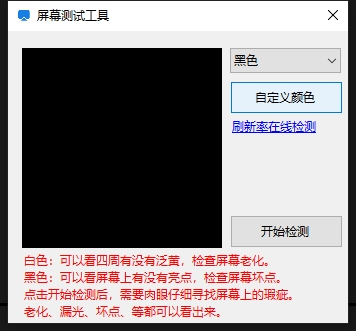 屏幕测试工具
黑色
自定义颜色
刷新率在线检测
开始检测
白色：可以看四周有没有泛黄，检查屏幕老化。
黑色：可以看屏幕上有没有亮点，检查屏幕坏点。
点击开始检测后，需要肉眼仔细寻找屏幕上的瑕疵。
老化、漏光、坏点、等都可以看出来。